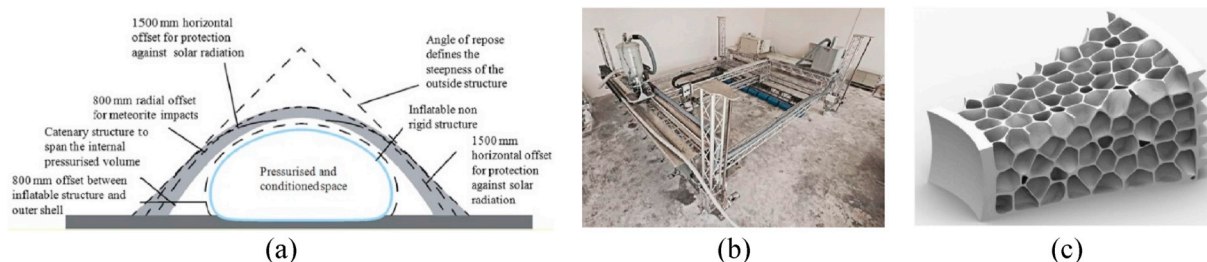 1500 mm horizontal
offset for protection
against solar radiation
Angle of repose
defines the
steepness of the
outside structure
800 mm radial offset
for meteorite impacts
Inflatable non
rigid structure
Catenary structure to
span the internal
pressurised volume
1500 mm
horizontal offset
for protection
against solar
radiation
Pressurised and
conditioned space
800 mm offset between
inflatable structure and
outer shell
(a)
(b)
(c)